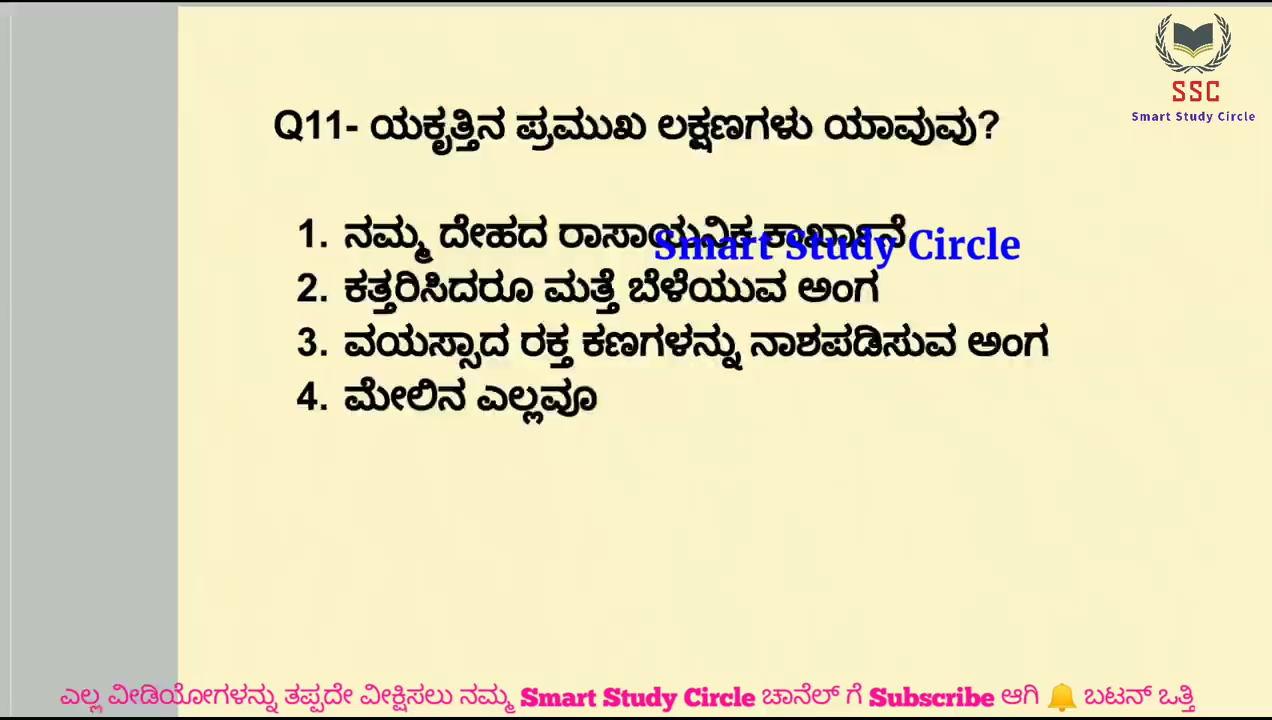 SSC
Smart Study Circle
Q11- ಯಕೃತ್ತಿನ ಪ್ರಮುಖ ಲಕ್ಷಣಗಳು ಯಾವುವು?
1. ನಮ್ಮ ದೇಹದ ರಾಸಾಯನಿಕ ಕಾರ್ಖಾನೆ
Smart Study Circle
2. ಕತ್ತರಿಸಿದರೂ ಮತ್ತೆ ಬೆಳೆಯುವ ಅಂಗ
3. ವಯಸ್ಸಾದ ರಕ್ತ ಕಣಗಳನ್ನು ನಾಶಪಡಿಸುವ ಅಂಗ
4. ಮೇಲಿನ ಎಲ್ಲವೂ
ಎಲ್ಲ ವೀಡಿಯೋಗಳನ್ನು ತಪ್ಪದೇ ವೀಕ್ಷಿಸಲು ನಮ್ಮ Smart Study Circle ಚಾನೆಲ್ ಗೆ Subscribe ಆಗಿ 🔔 ಬಟನ್ ಒತ್ತಿ